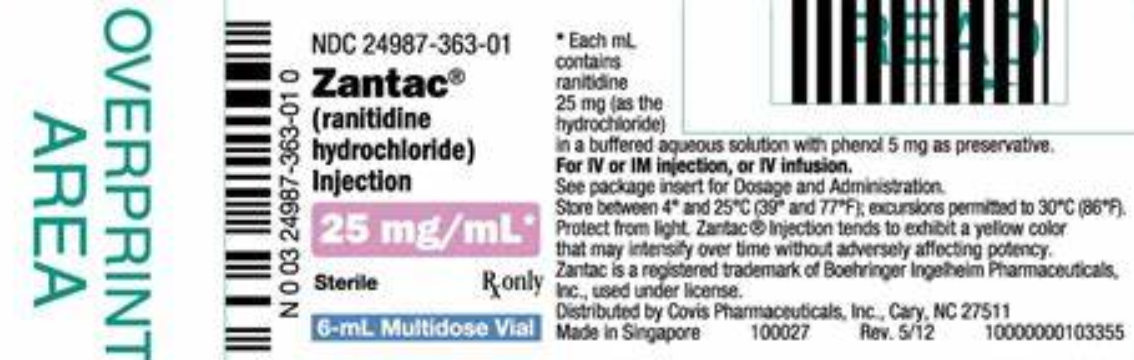 OVERPRINT
AREA
N 0 03 24987-363-01 0
NDC 24987-363-01
Zantac®
(ranitidine
hydrochloride)
Injection
25 mg/mL*
Sterile ℞ only
6-mL Multidose Vial
READ
* Each mL
contains
ranitidine
25 mg (as the
hydrochloride)
in a buffered aqueous solution with phenol 5 mg as preservative.
For IV or IM injection, or IV infusion.
See package insert for Dosage and Administration.
Store between 4° and 25°C (39° and 77°F); excursions permitted to 30°C (86°F).
Protect from light. Zantac® Injection tends to exhibit a yellow color
that may intensify over time without adversely affecting potency.
Zantac is a registered trademark of Boehringer Ingelheim Pharmaceuticals,
Inc., used under license.
Distributed by Covis Pharmaceuticals, Inc., Cary, NC 27511
Made in Singapore 100027 Rev. 5/12 10000000103355